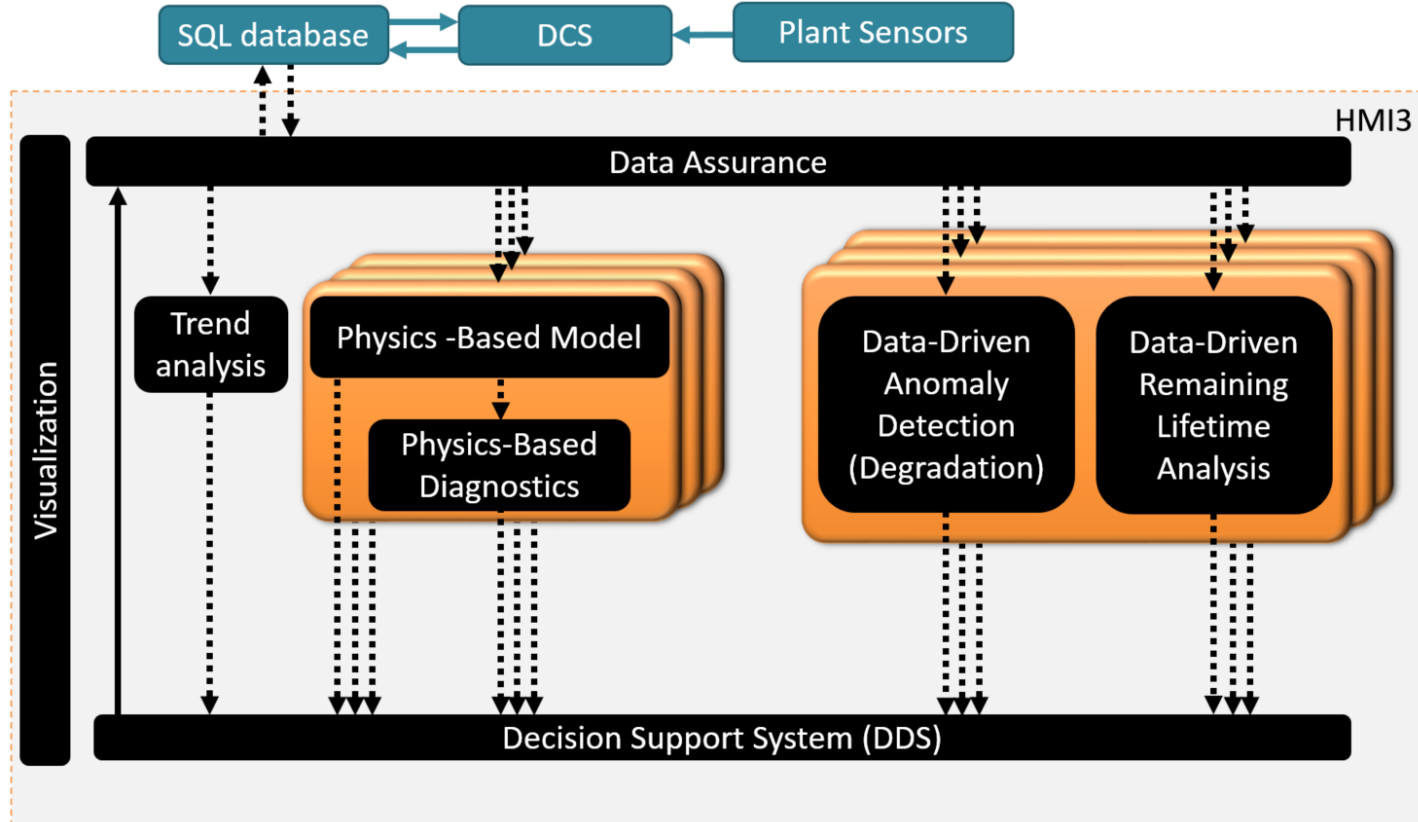 SQL database
DCS
Plant Sensors
HMI3
Data Assurance
Visualization
Trend
analysis
Physics -Based Model
Physics-Based
Diagnostics
Data-Driven
Anomaly
Detection
(Degradation)
Data-Driven
Remaining
Lifetime
Analysis
Decision Support System (DDS)